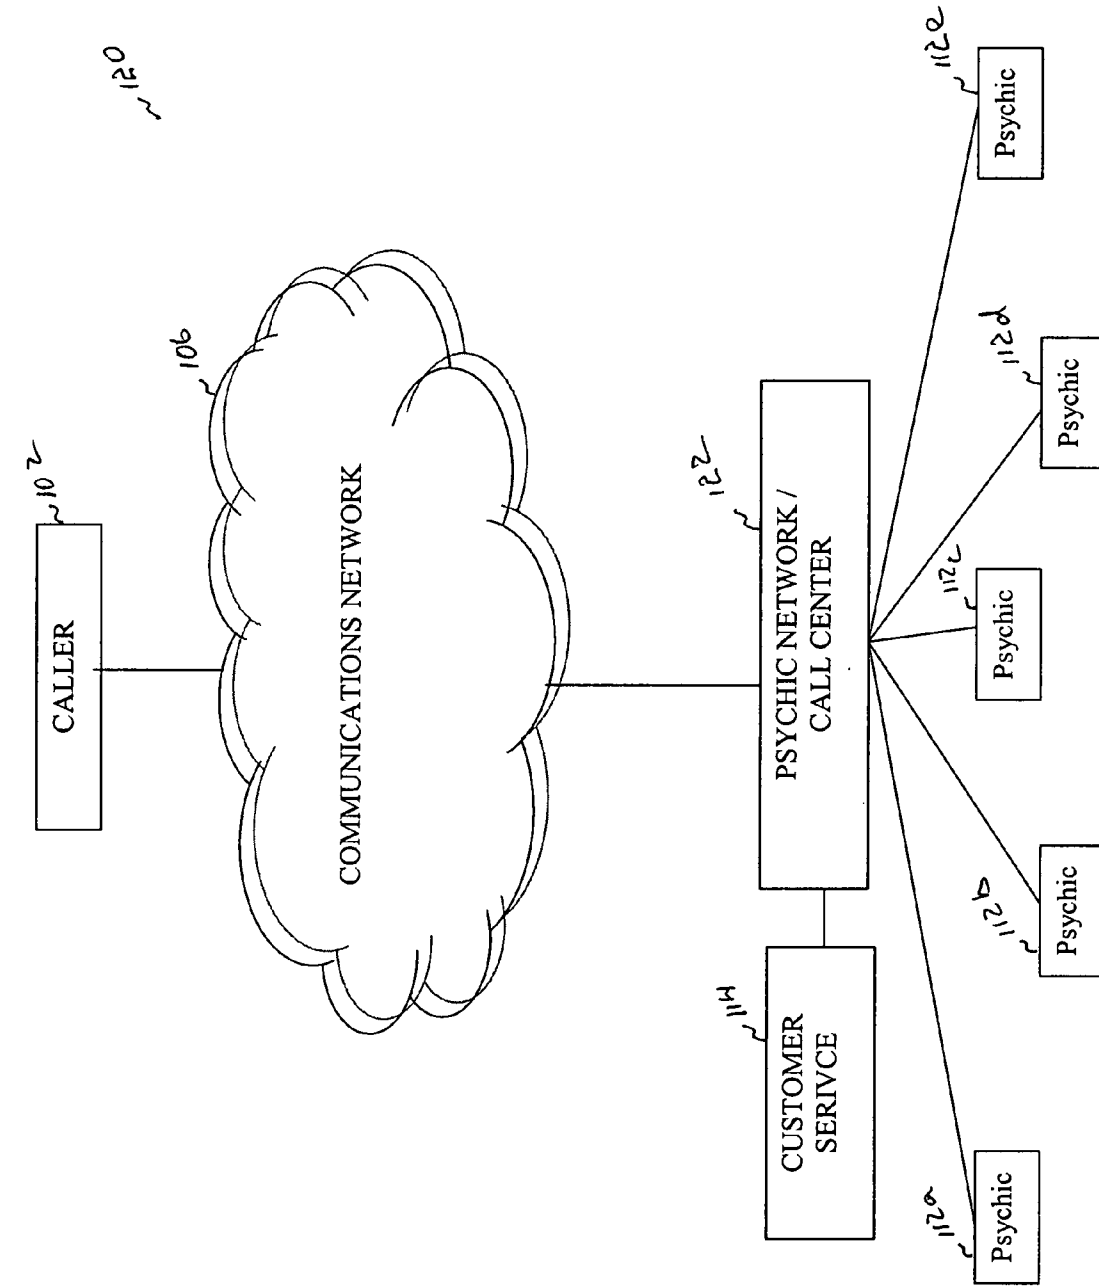 120
102
CALLER
106
COMMUNICATIONS NETWORK
122
PSYCHIC NETWORK /
CALL CENTER
114
CUSTOMER
SERIVCE
112a
Psychic
112b
Psychic
112c
Psychic
112d
Psychic
112e
Psychic